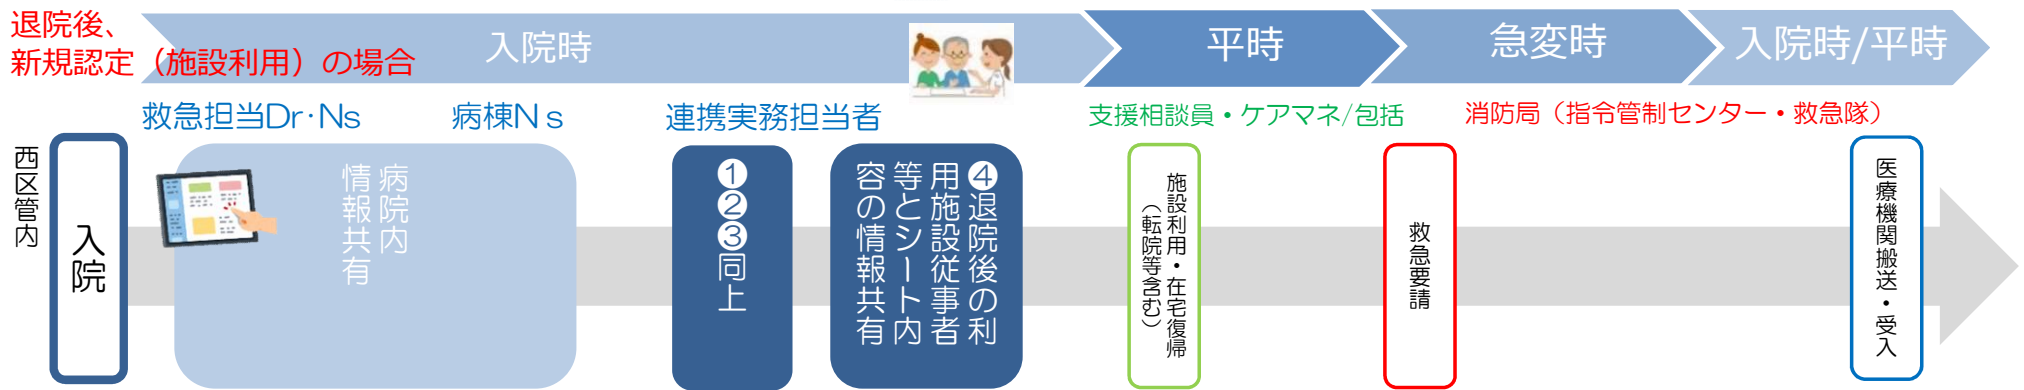 退院後、
新規認定（施設利用）の場合
入院時
平時
急変時
入院時/平時
救急担当Dr･Ns
病棟Ｎｓ
連携実務担当者
支援相談員・ケアマネ/包括
消防局（指令管制センター・救急隊）
西区管内
入院
病院内
情報共有
❶❷❸同上
❹退院後の利
用施設従事者
等とシート内
容の情報共有
施設利用・在宅復帰
（転院等含む）
救急要請
医療機関搬送・受入